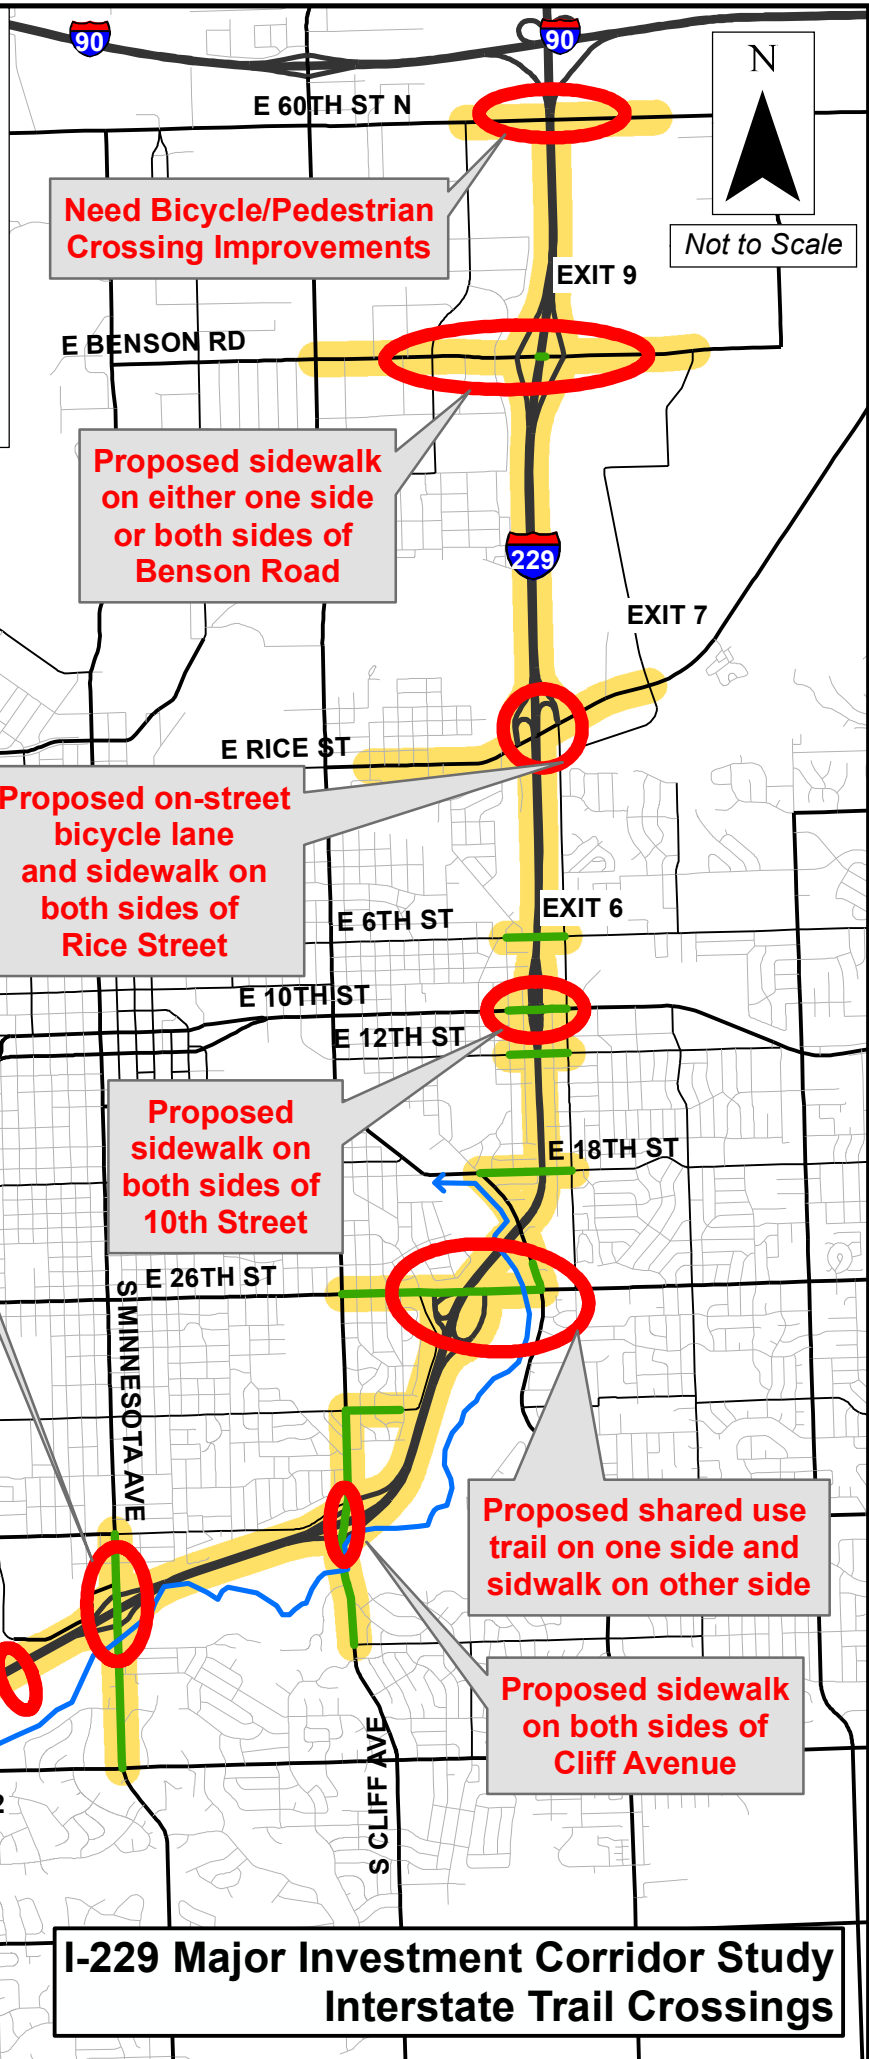 90
90
N
E 60TH ST N
Need Bicycle/Pedestrian
Crossing Improvements
Not to Scale
EXIT 9
E BENSON RD
Proposed sidewalk
on either one side
or both sides of
Benson Road
229
EXIT 7
E RICE ST
Proposed on-street
bicycle lane
and sidewalk on
both sides of
Rice Street
EXIT 6
E 6TH ST
E 10TH ST
E 12TH ST
Proposed
sidewalk on
both sides of
10th Street
E 18TH ST
E 26TH ST
S MINNESOTA AVE
Proposed shared use
trail on one side and
sidwalk on other side
Proposed sidewalk
on both sides of
Cliff Avenue
S CLIFF AVE
I-229 Major Investment Corridor Study
Interstate Trail Crossings